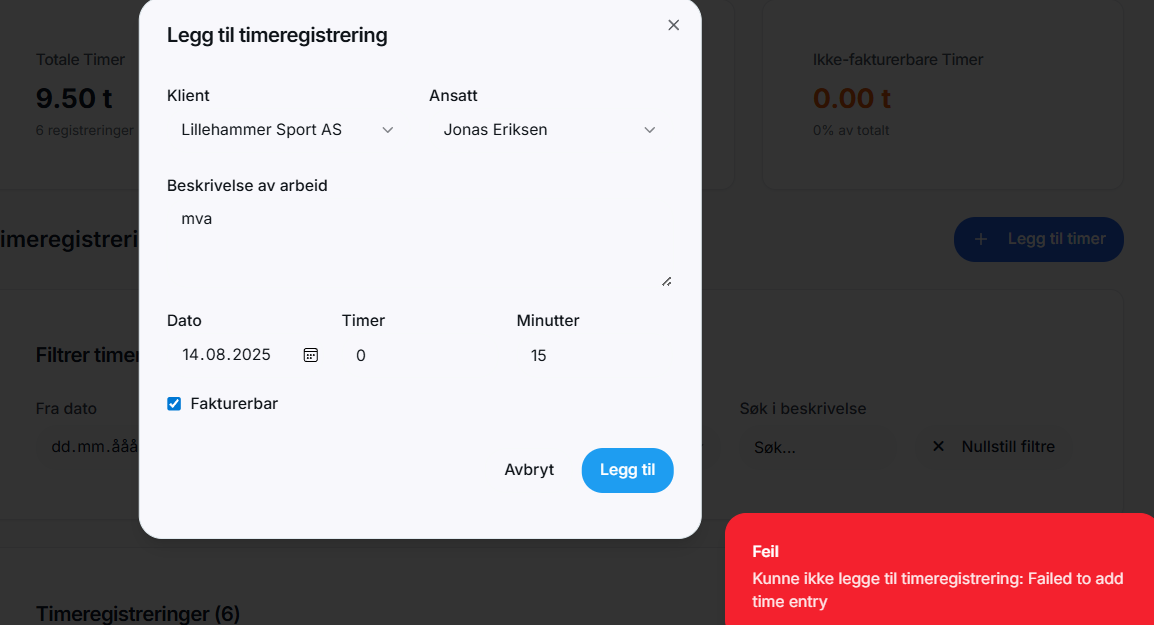 Legg til timeregistrering
Totale Timer
9.50 t
6 registreringer
Ikke-fakturerbare Timer
0.00 t
0% av totalt
Klient
Ansatt
Lillehammer Sport AS
Jonas Eriksen
Beskrivelse av arbeid
mva
imeregistreri
+ Legg til timer
Dato
Timer
Minutter
14.08.2025
0
15
Filtrer timer
Fakturerbar
Fra dato
Søk i beskrivelse
dd.mm.ååå
Søk...
Nullstill filtre
Avbryt
Legg til
Feil
Kunne ikke legge til timeregistrering: Failed to add
time entry
Timeregistreringer (6)